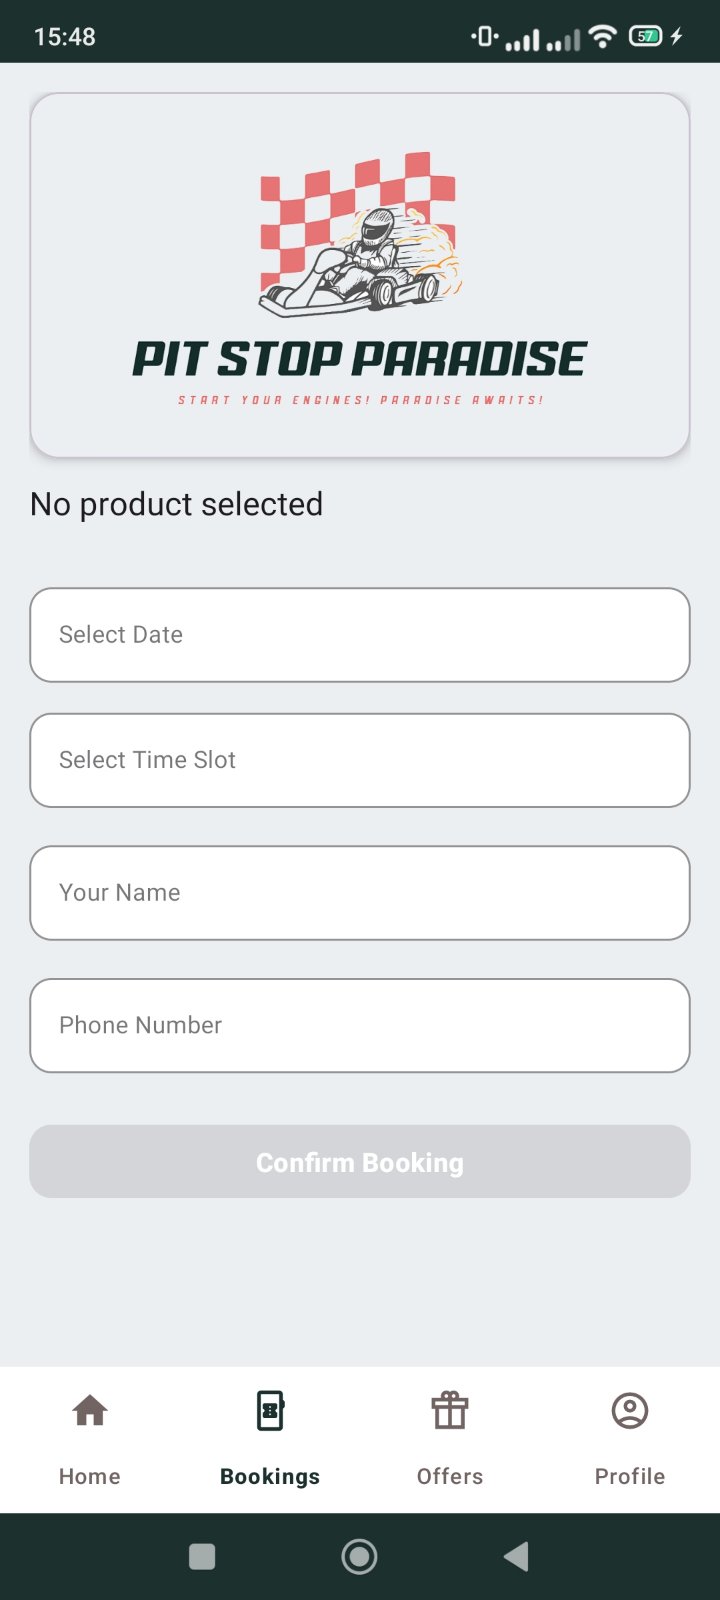 15:48
57
PIT STOP PARADISE
START YOUR ENGINES! PARADISE AWAITS!
No product selected
Select Date
Select Time Slot
Your Name
Phone Number
Confirm Booking
Home
Bookings
Offers
Profile